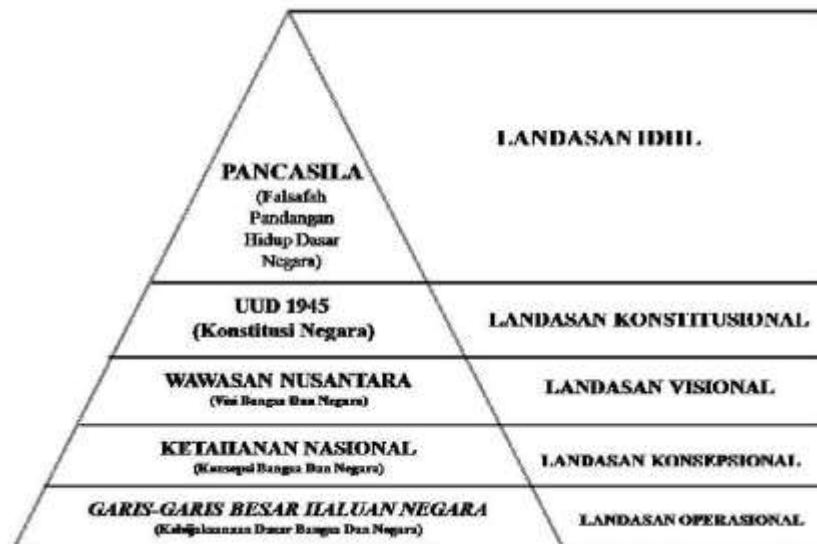 LANDASAN IDIIL
PANCASILA
(Falsafah
Pandangan
Hidup Dasar
Negara)
UUD 1945
(Konstitusi Negara)
LANDASAN KONSTITUSIONAL
WAWASAN NUSANTARA
(Visi Bangsa Dan Negara)
LANDASAN VISIONAL
KETAHANAN NASIONAL
(Konsepsi Bangsa Dan Negara)
LANDASAN KONSEPSIONAL
GARIS-GARIS BESAR HALUAN NEGARA
(Kebijaksanaan Dasar Bangsa Dan Negara)
LANDASAN OPERASIONAL